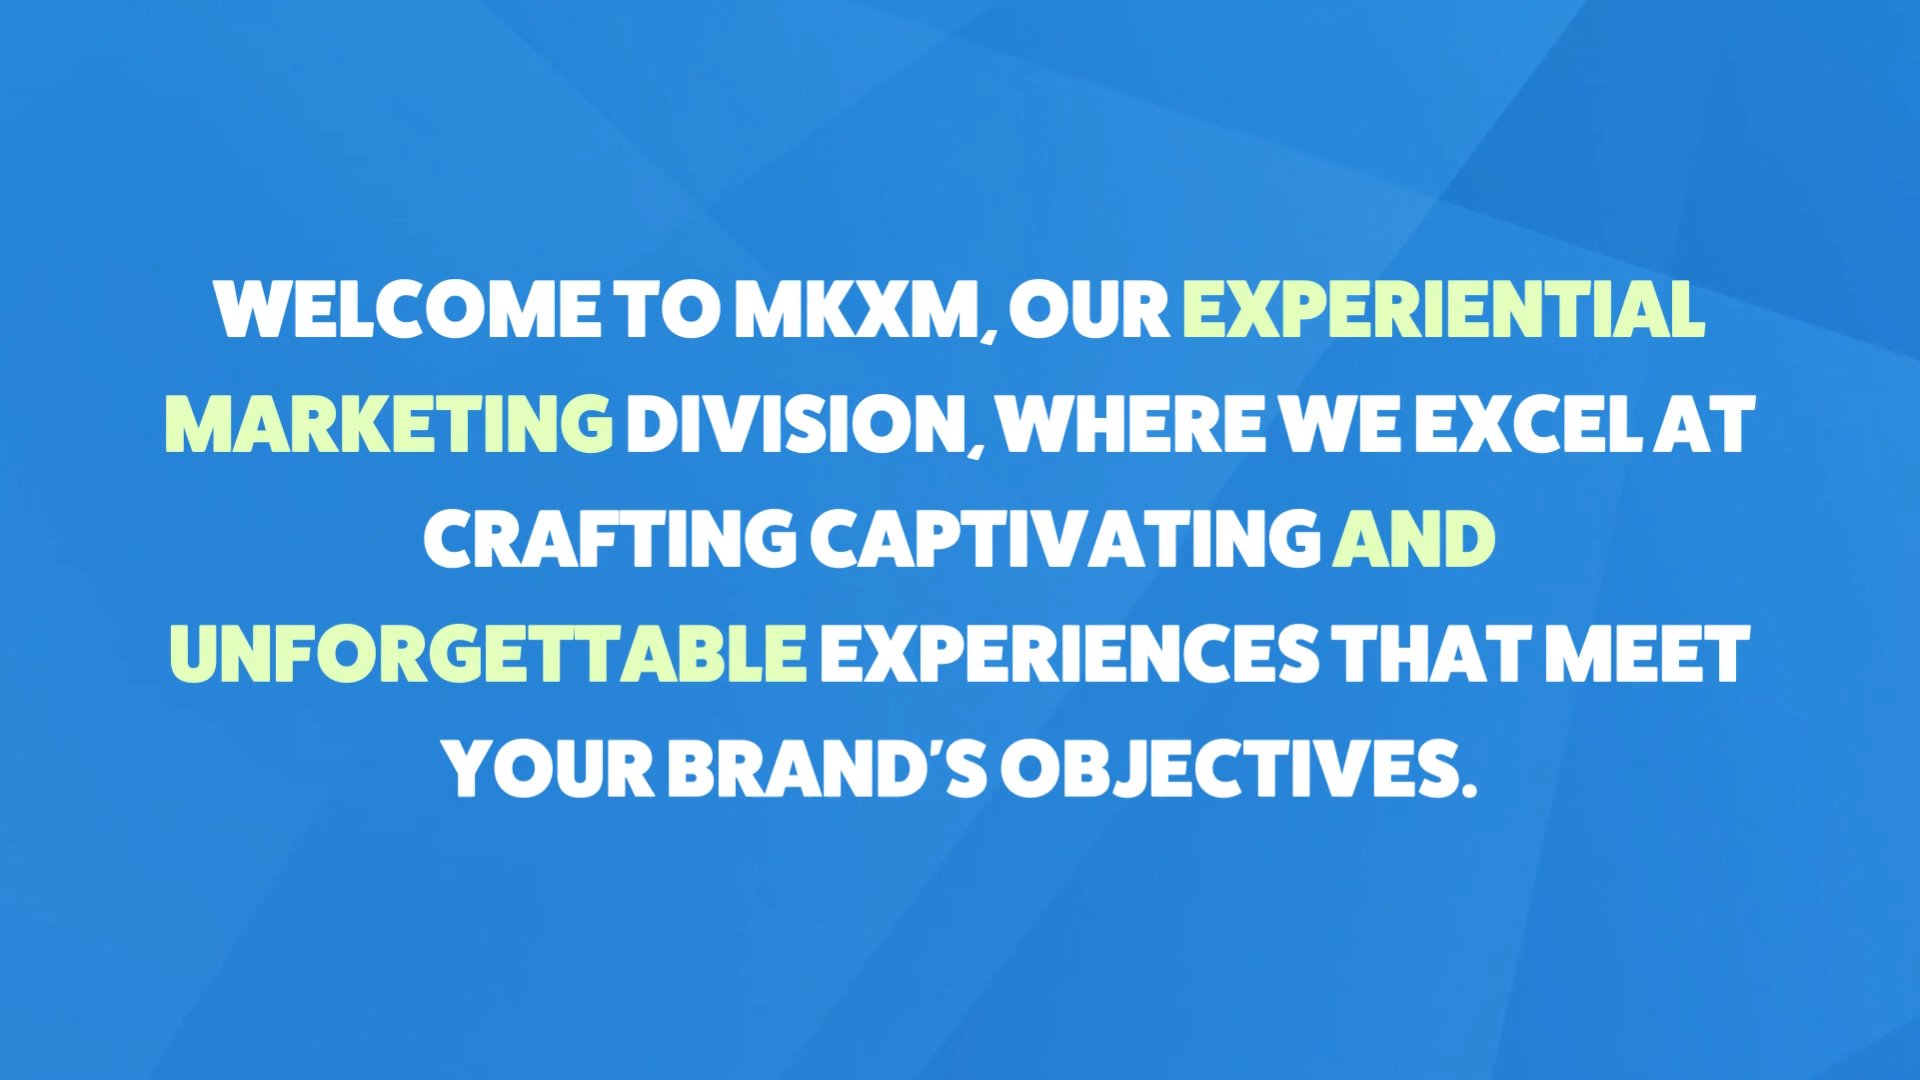 WELCOME TO MKXM, OUR EXPERIENTIAL
MARKETING DIVISION, WHERE WE EXCEL AT
CRAFTING CAPTIVATING AND
UNFORGETTABLE EXPERIENCES THAT MEET
YOUR BRAND'S OBJECTIVES.